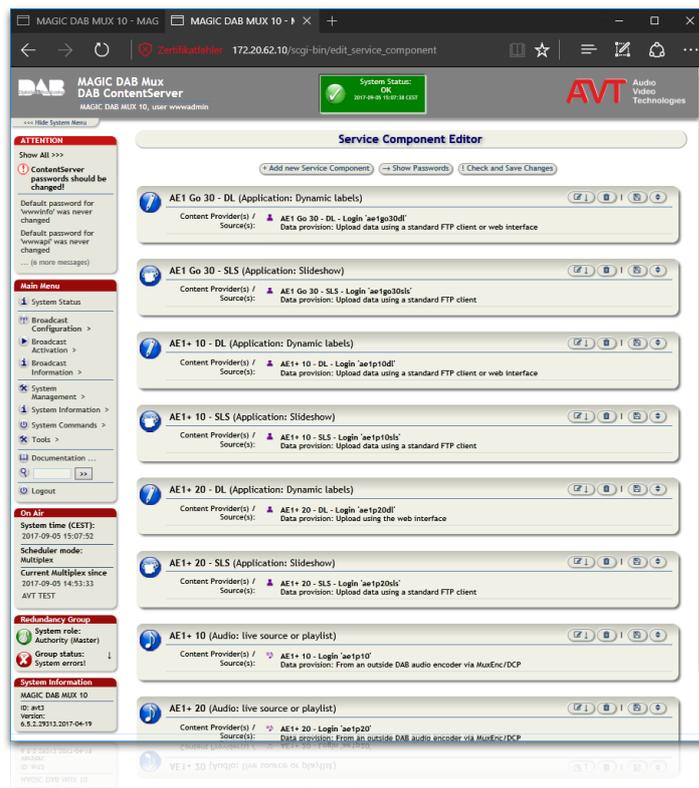 MAGIC DAB MUX 10 - MAG
MAGIC DAB MUX 10 - M
Zertifikatfehler 172.20.62.10/scgi-bin/edit_service_component
DAB
MAGIC DAB Mux
DAB ContentServer
MAGIC DAB MUX 10, user wwwadmin
System Status:
OK
2017-09-05 15:07:38 CEST
AVT Audio
Video
Technologies
<<< Hide System Menu
ATTENTION
Show All >>>
ContentServer
passwords should be
changed!
Default password for
'wwwinfo' was never
changed
Default password for
'wwwapi' was never
changed
... (6 more messages)
Main Menu
System Status
Broadcast
Configuration >
Broadcast
Activation >
Broadcast
Information >
System
Management >
System Information >
System Commands >
Tools >
Documentation ...
>>
Logout
On Air
System time (CEST):
2017-09-05 15:07:52
Scheduler mode:
Multiplex
Current Multiplex since
2017-09-05 14:53:33
AVT TEST
Redundancy Group
System role:
Authority (Master)
Group status:
System errors!
System Information
MAGIC DAB MUX 10
ID: avt3
Version:
6.5.2.29313.2017-04-19
Service Component Editor
+ Add new Service Component
→ Show Passwords
! Check and Save Changes
AE1 Go 30 - DL (Application: Dynamic labels)
Content Provider(s) / Source(s):
AE1 Go 30 - DL - Login 'ae1go30dl'
Data provision: Upload data using a standard FTP client or web interface
AE1 Go 30 - SLS (Application: Slideshow)
Content Provider(s) / Source(s):
AE1 Go 30 - SLS - Login 'ae1go30sls'
Data provision: Upload data using a standard FTP client
AE1+ 10 - DL (Application: Dynamic labels)
Content Provider(s) / Source(s):
AE1+ 10 - DL - Login 'ae1p10dl'
Data provision: Upload data using a standard FTP client or web interface
AE1+ 10 - SLS (Application: Slideshow)
Content Provider(s) / Source(s):
AE1+ 10 - SLS - Login 'ae1p10sls'
Data provision: Upload data using a standard FTP client
AE1+ 20 - DL (Application: Dynamic labels)
Content Provider(s) / Source(s):
AE1+ 20 - DL - Login 'ae1p20dl'
Data provision: Upload using the web interface
AE1+ 20 - SLS (Application: Slideshow)
Content Provider(s) / Source(s):
AE1+ 20 - SLS - Login 'ae1p20sls'
Data provision: Upload data using a standard FTP client
AE1+ 10 (Audio: live source or playlist)
Content Provider(s) / Source(s):
AE1+ 10 - Login 'ae1p10'
Data provision: From an outside DAB audio encoder via MuxEnc/DCP
AE1+ 20 (Audio: live source or playlist)
Content Provider(s) / Source(s):
AE1+ 20 - Login 'ae1p20'
Data provision: From an outside DAB audio encoder via MuxEnc/DCP